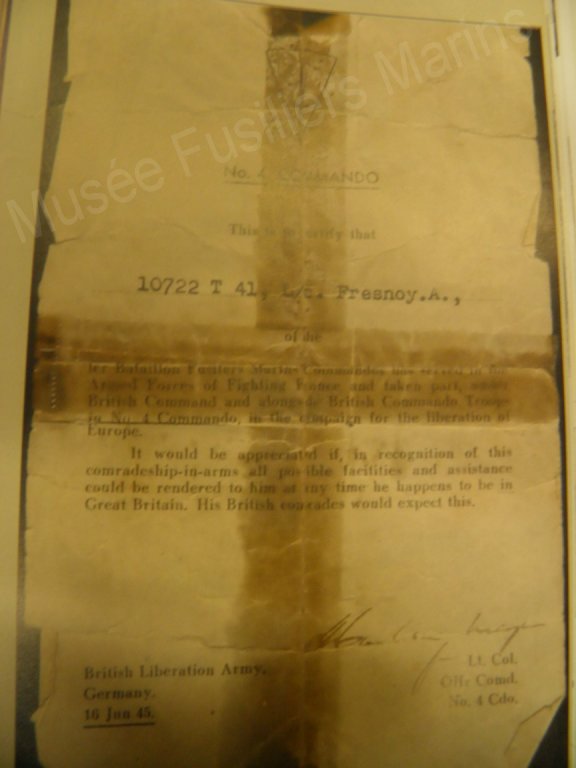 Musée Fusiliers Marins
No. 4 COMMANDO
This is to certify that
10722 T 41, L/c. Fresnoy.A.,
of the
1er Bataillon Fusiliers Marins Commandos has served in the
Armed Forces of Fighting France and taken part, under
British Command and alongside British Commando Troops
in No. 4 Commando, in the campaign for the liberation of
Europe.
It would be appreciated if, in recognition of this
comradeship-in-arms all possible facilities and assistance
could be rendered to him at any time he happens to be in
Great Britain. His British comrades would expect this.
Lt. Col.
Offr Comd.
No. 4 Cdo.
British Liberation Army,
Germany.
16 Jun 45.